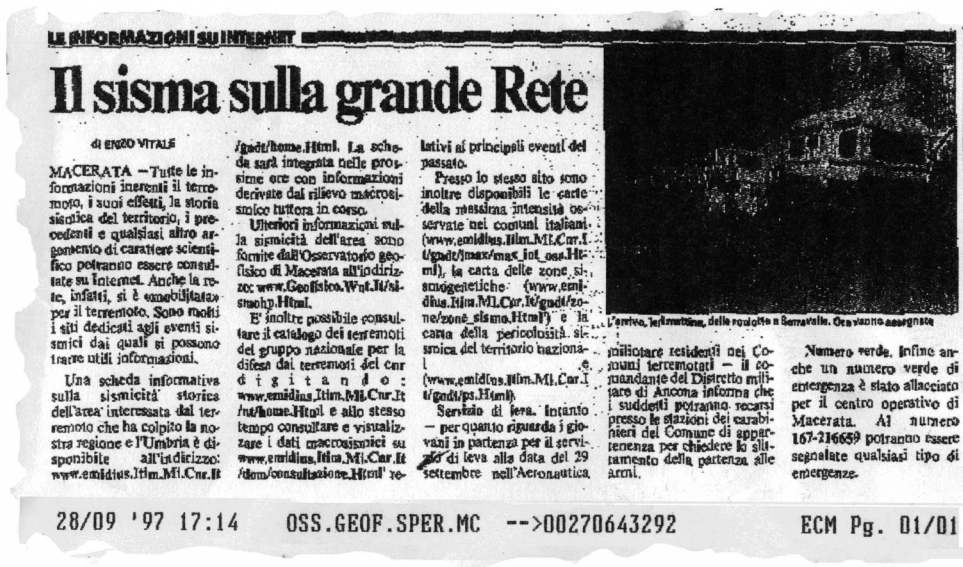 LE INFORMAZIONI SU INTERNET
Il sisma sulla grande Rete
di ENZO VITALE
MACERATA – Tutte le in-
formazioni inerenti il terre-
moto, i suoi effetti, la storia
sismica del territorio, i pre-
cedenti e qualsiasi altro ar-
gomento di carattere scienti-
fico potranno essere consul-
tate su Internet. Anche la re-
te, infatti, si è «mobilitata»
per il terremoto. Sono molti
i siti dedicati agli eventi si-
smici dai quali si possono
trarre utili informazioni.
Una scheda informativa
sulla sismicità storica
dell'area interessata dal ter-
remoto che ha colpito la no-
stra regione e l'Umbria è di-
sponibile all'indirizzo:
www.emidius.Itim.Mi.Cnr.It
/gndt/home.Html. La sche-
da sarà integrata nelle pros-
sime ore con informazioni
derivate dal rilievo macrosi-
smico tuttora in corso.
Ulteriori informazioni sul-
la sismicità dell'area sono
fornite dall'Osservatorio geo-
fisico di Macerata all'indiriz-
zo: www.Geofisico.Wnt.It/si-
smohp.Html.
E' inoltre possibile consul-
tare il catalogo dei terremoti
del gruppo nazionale per la
difesa dai terremoti del Cnr
digitando:
www.emidius.Itim.Mi.Cnr.It
/nt/home.Html e allo stesso
tempo consultare e visualiz-
zare i dati macrosismici su
www.emidius.Itim.Mi.Cnr.It
/dom/consultazione.Html' re-
lativi ai principali eventi del
passato.
Presso lo stesso sito sono
inoltre disponibili le carte
della massima intensità os-
servate nei comuni italiani
(www.emidius.Itim.Mi.Cnr.I
t/gndt/imax/max_int_oss.Ht-
ml), la carta delle zone si-
smogenetiche (www.emi-
dius.Itim.Mi.Cnr.It/gndt/zo-
ne/zone_sismo.Html') e la
carta della pericolosità si-
smica del territorio naziona-
l e
(www.emidius.Itim.Mi.Cnr.I
t/gndt/ps.Html).
Servizio di leva. Intanto
– per quanto riguarda i gio-
vani in partenza per il servi-
zio di leva alla data del 29
settembre nell'Aeronautica
L'arrivo, ieri mattina, delle roulotte a Serravalle. Ora vanno assegnate
militare residenti nei Co-
muni terremotati – il co-
mandante del Distretto mili-
tare di Ancona informa che
i suddetti potranno recarsi
presso le stazioni dei carabi-
nieri del Comune di appar-
tenenza per chiedere lo slit-
tamento della partenza alle
armi.
Numero verde. Infine an-
che un numero verde di
emergenza è stato allacciato
per il centro operativo di
Macerata. Al numero
167-216659 potranno essere
segnalate qualsiasi tipo di
emergenze.
28/09 '97 17:14 OSS.GEOF.SPER.MC -->00270643292 ECM Pg. 01/01